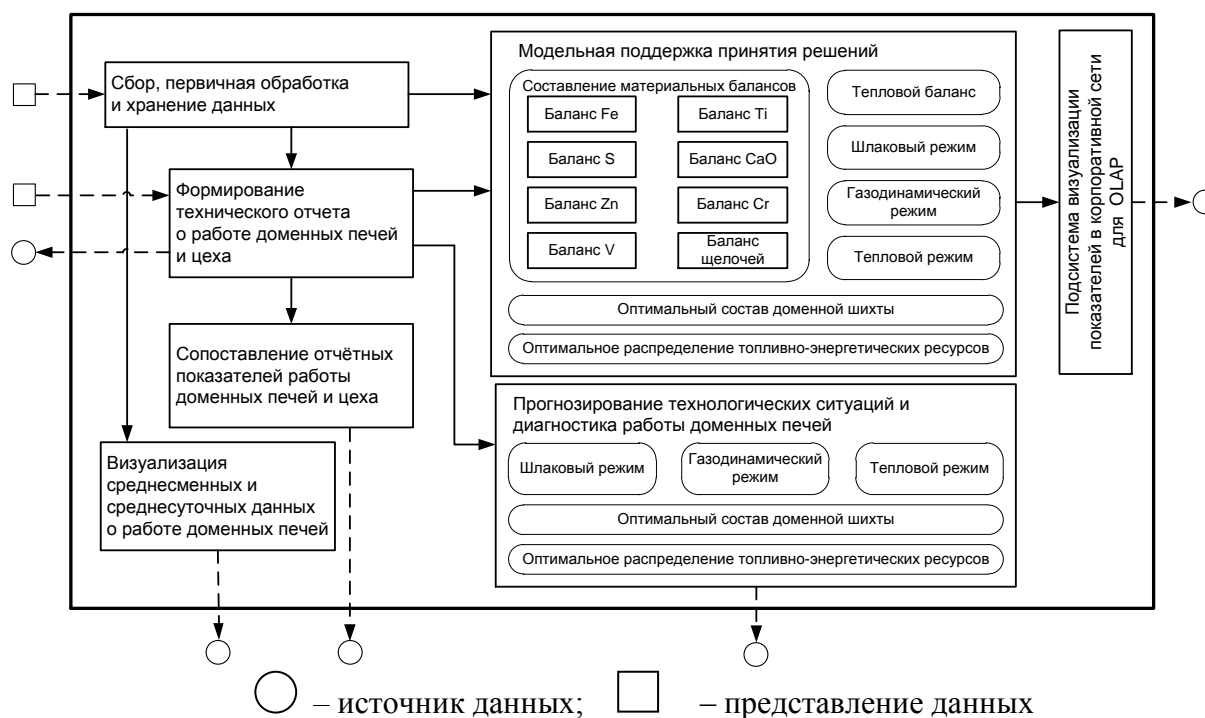 Сбор, первичная обработка
и хранение данных
Формирование
технического отчета
о работе доменных печей
и цеха
Сопоставление отчётных
показателей работы
доменных печей и цеха
Визуализация
среднесменных и
среднесуточных данных
о работе доменных печей
Модельная поддержка принятия решений
Составление материальных балансов
Баланс Fe
Баланс Ti
Баланс S
Баланс CaO
Баланс Zn
Баланс Cr
Баланс V
Баланс
щелочей
Тепловой баланс
Шлаковый режим
Газодинамический
режим
Тепловой режим
Оптимальный состав доменной шихты
Оптимальное распределение топливно-энергетических ресурсов
Прогнозирование технологических ситуаций и
диагностика работы доменных печей
Шлаковый режим
Газодинамический
режим
Тепловой режим
Оптимальный состав доменной шихты
Оптимальное распределение топливно-энергетических ресурсов
Подсистема визуализации
показателей в корпоративной сети
для OLAP
– источник данных; – представление данных